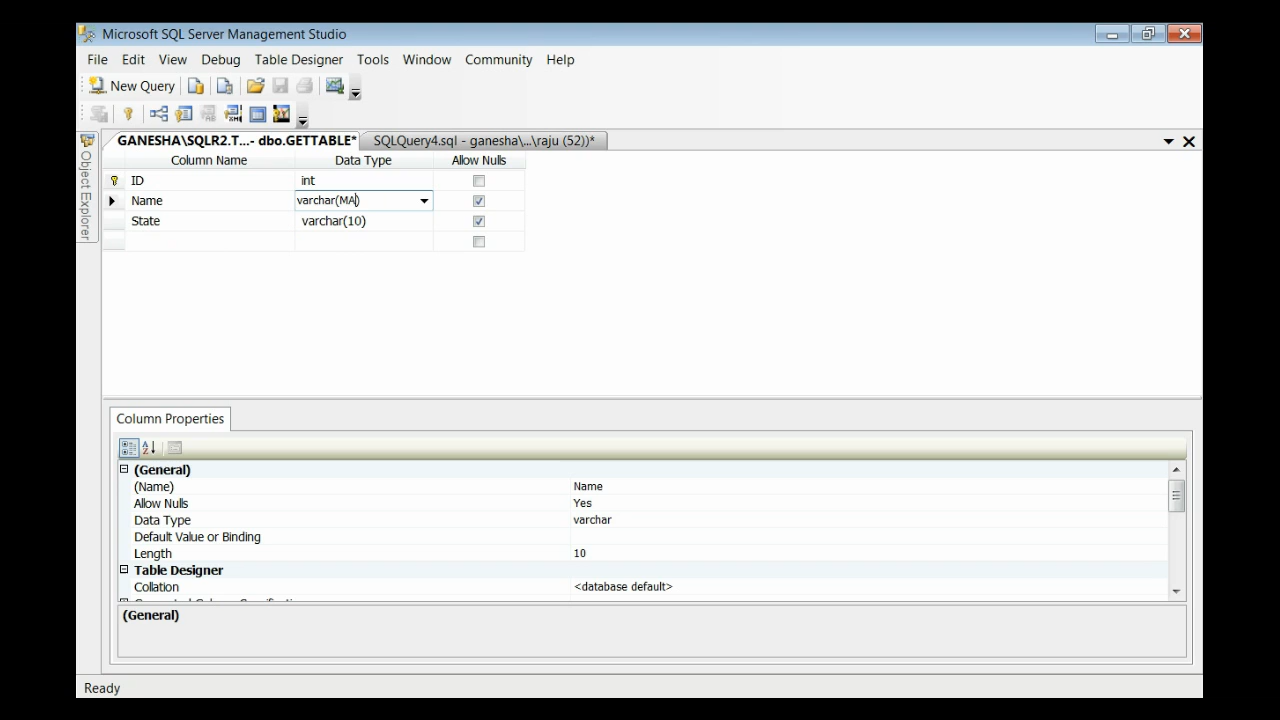 Microsoft SQL Server Management Studio
File Edit View Debug Table Designer Tools Window Community Help
New Query
GANESHA\SQLR2.T...- dbo.GETTABLE* SQLQuery4.sql - ganesha\...\raju (52))*
Object Explorer
Column Name Data Type Allow Nulls
ID int
Name varchar(MA)
State varchar(10)
Column Properties
(General)
(Name) Name
Allow Nulls Yes
Data Type varchar
Default Value or Binding
Length 10
Table Designer
Collation <database default>
(General)
Ready